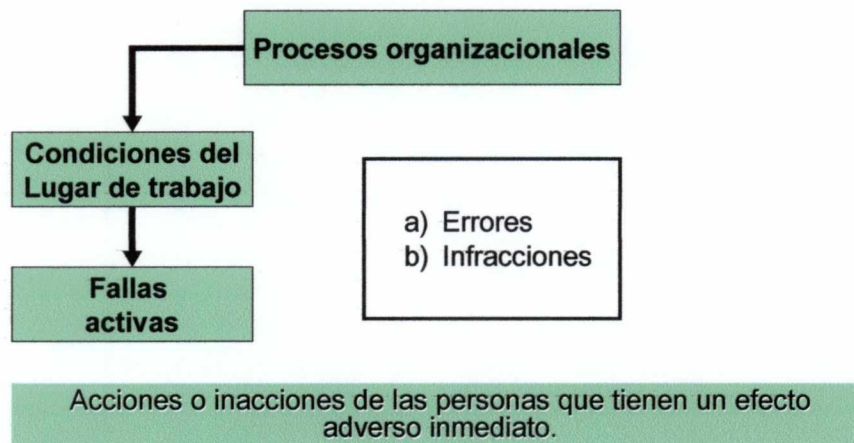 Procesos organizacionales
Condiciones del
Lugar de trabajo
a) Errores
b) Infracciones
Fallas
activas
Acciones o inacciones de las personas que tienen un efecto
adverso inmediato.